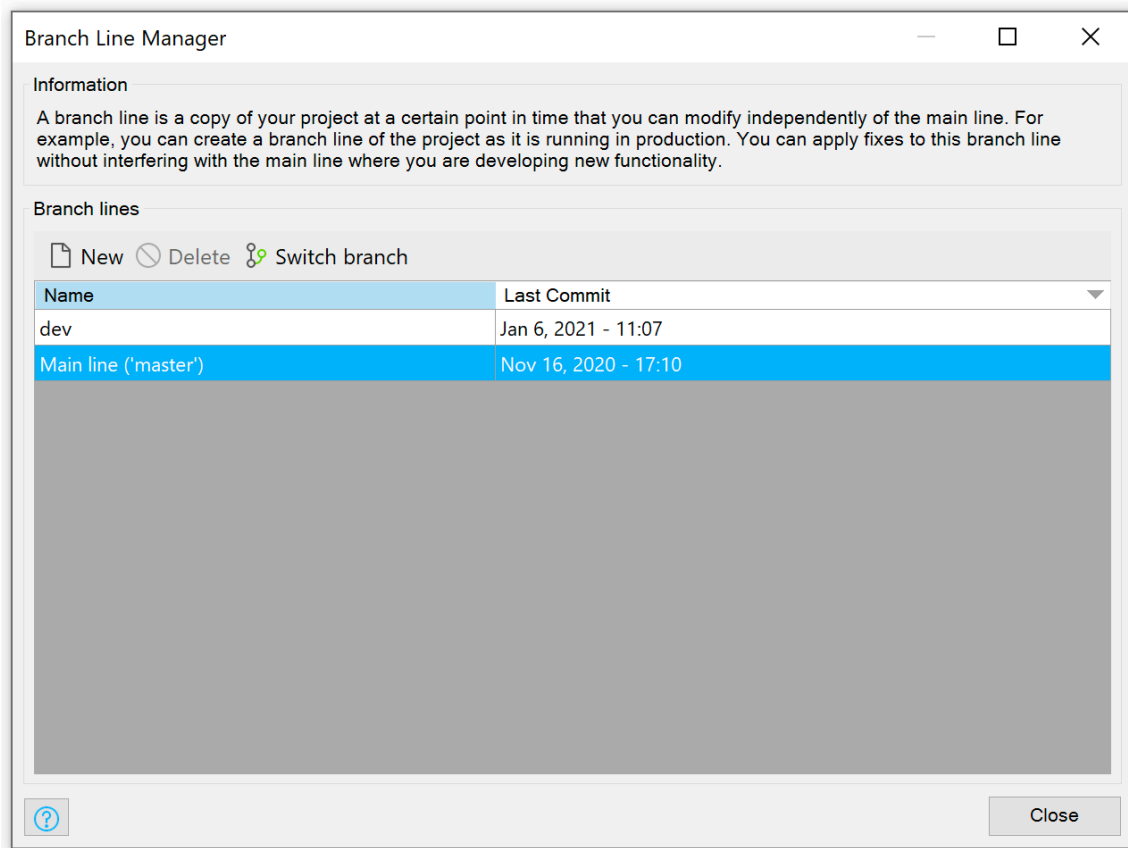 Branch Line Manager
Information
A branch line is a copy of your project at a certain point in time that you can modify independently of the main line. For
example, you can create a branch line of the project as it is running in production. You can apply fixes to this branch line
without interfering with the main line where you are developing new functionality.
Branch lines
New Delete Switch branch
Name Last Commit
dev Jan 6, 2021 - 11:07
Main line ('master') Nov 16, 2020 - 17:10
? Close